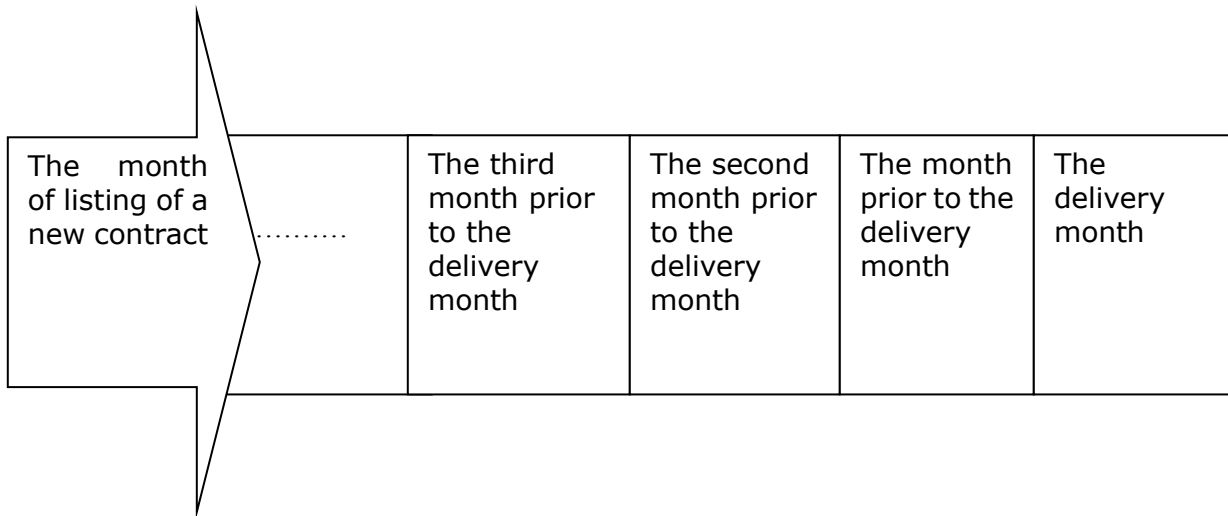 The month
of listing of a
new contract
..........
The third
month prior
to the
delivery
month
The second
month prior
to the
delivery
month
The month
prior to the
delivery
month
The
delivery
month